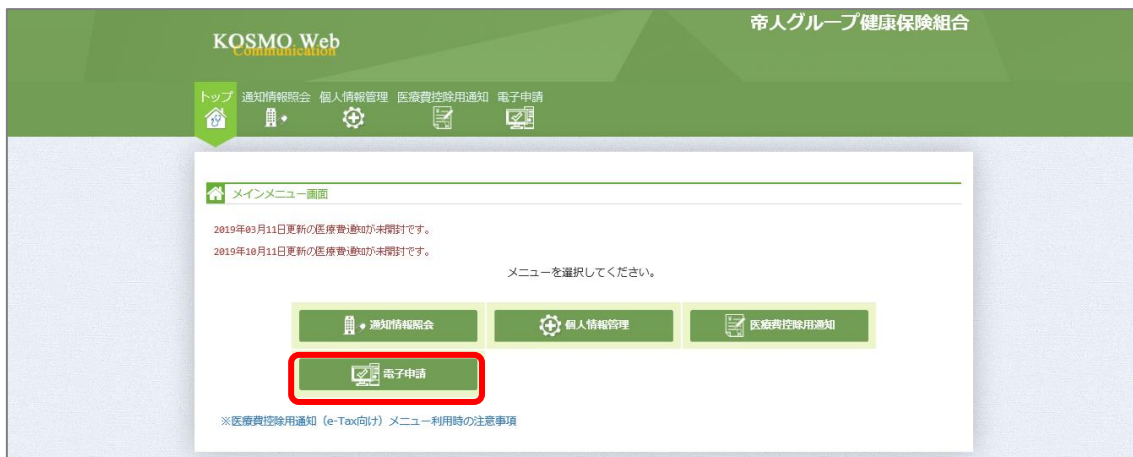 帝人グループ健康保険組合
KOSMO Web
Communication
トップ 通知情報照会 個人情報管理 医療費控除用通知 電子申請
メインメニュー画面
2019年03月11日更新の医療費通知が未開封です。
2019年10月11日更新の医療費通知が未開封です。
メニューを選択してください。
通知情報照会 個人情報管理 医療費控除用通知
電子申請
※医療費控除用通知（e-Tax向け）メニュー利用時の注意事項